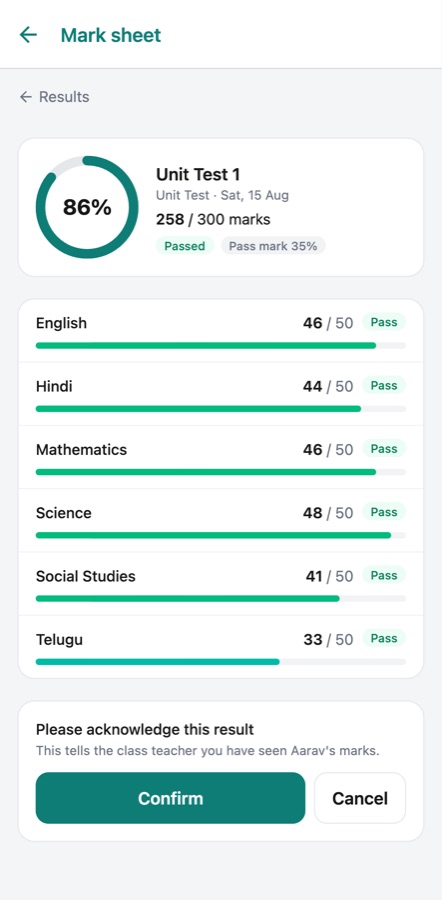 Mark sheet
Results
86%
Unit Test 1
Unit Test · Sat, 15 Aug
258 / 300 marks
Passed Pass mark 35%
English 46 / 50 Pass
Hindi 44 / 50 Pass
Mathematics 46 / 50 Pass
Science 48 / 50 Pass
Social Studies 41 / 50 Pass
Telugu 33 / 50 Pass
Please acknowledge this result
This tells the class teacher you have seen Aarav's marks.
Confirm Cancel